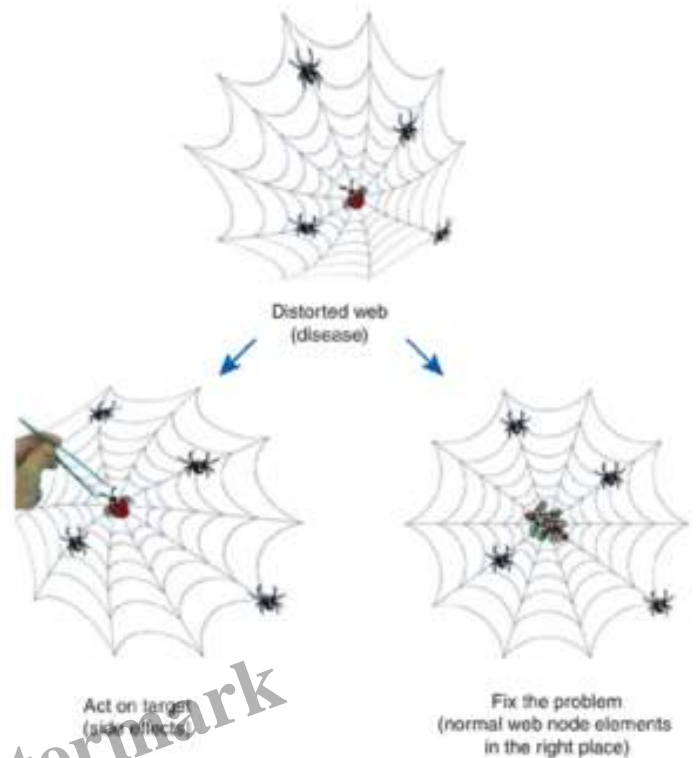 Distorted web
(disease)
Act on target
(side effects)
Fix the problem
(normal web node elements
in the right place)